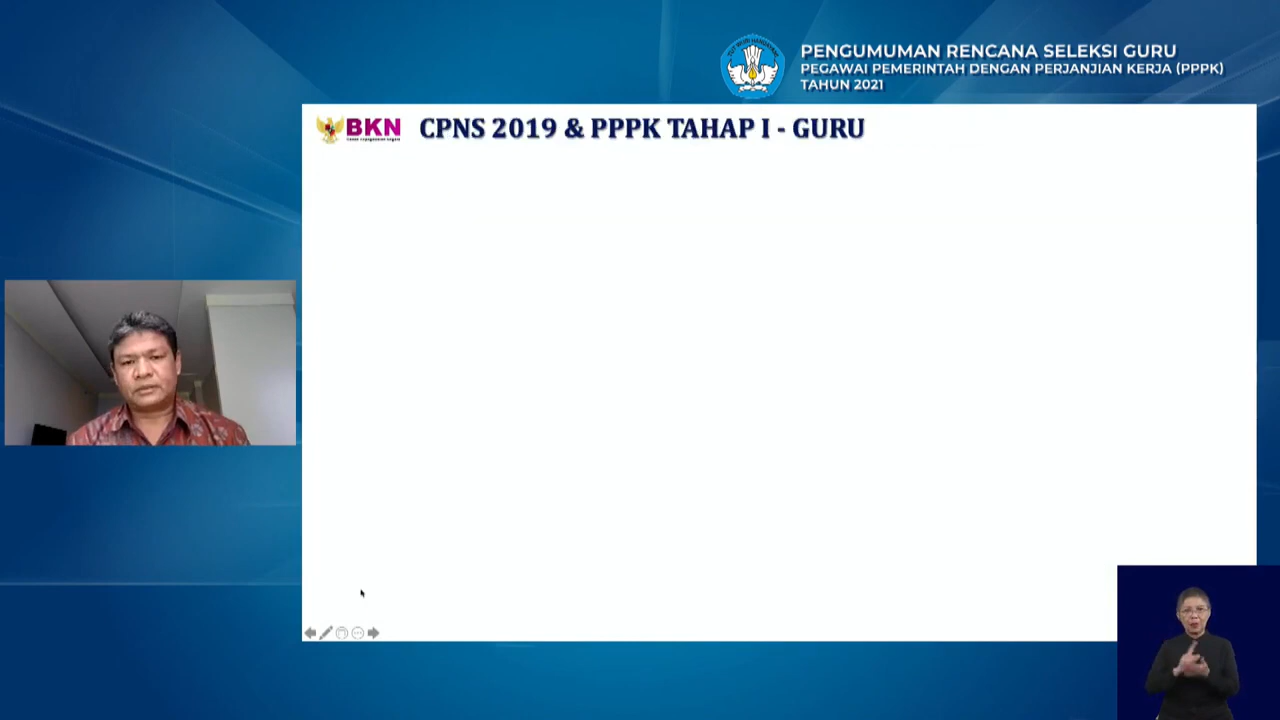 PENGUMUMAN RENCANA SELEKSI GURU
PEGAWAI PEMERINTAH DENGAN PERJANJIAN KERJA (PPPK)
TAHUN 2021
BKN
CPNS 2019 & PPPK TAHAP I - GURU